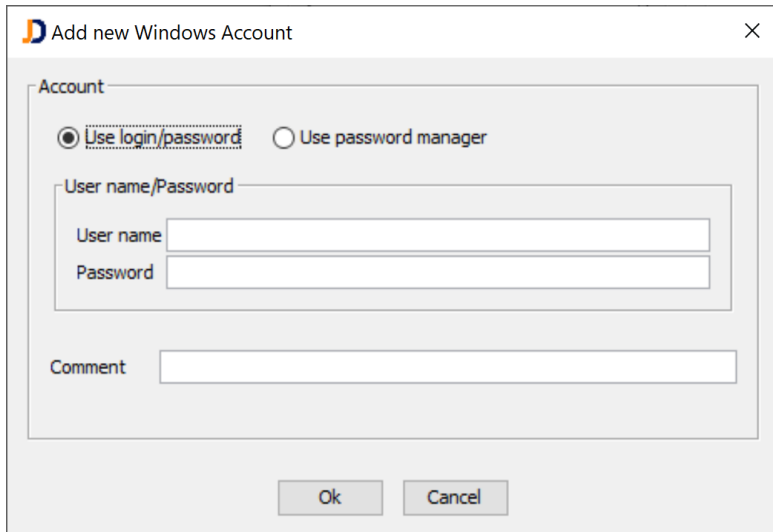 JD Add new Windows Account
Account
Use login/password Use password manager
User name/Password
User name
Password
Comment
Ok Cancel